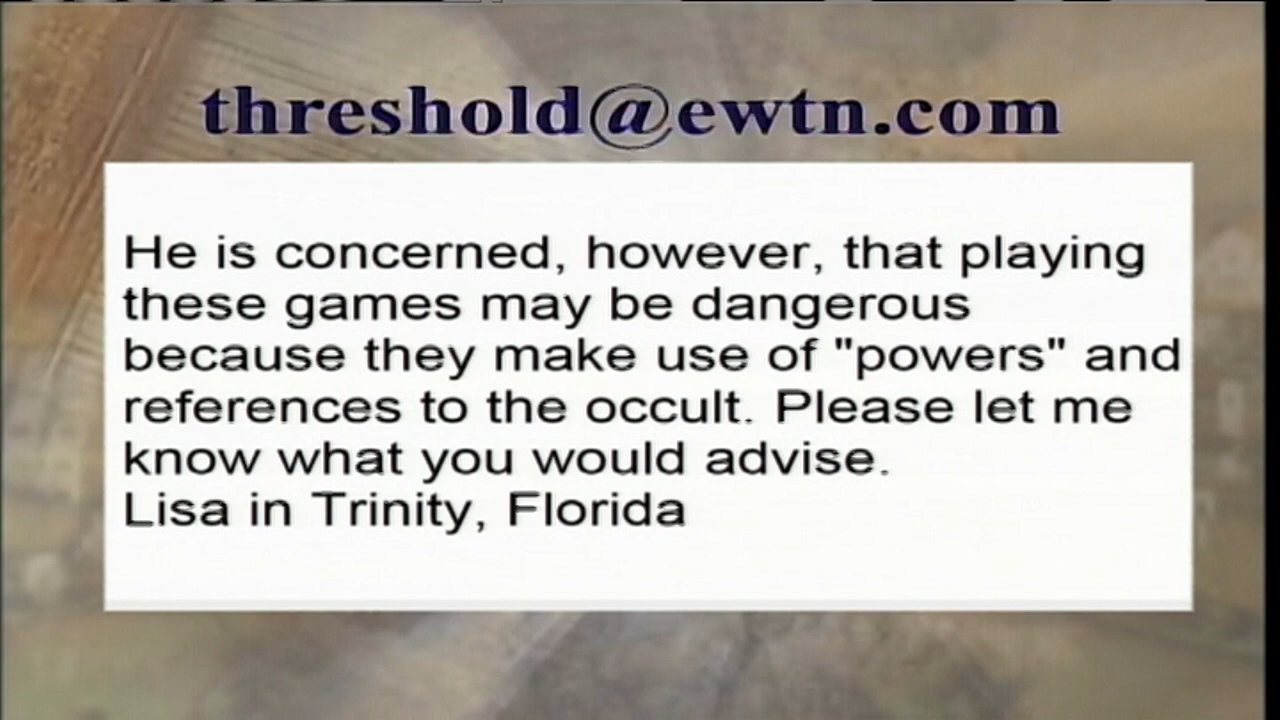 threshold@ewtn.com
He is concerned, however, that playing
these games may be dangerous
because they make use of "powers" and
references to the occult. Please let me
know what you would advise.
Lisa in Trinity, Florida